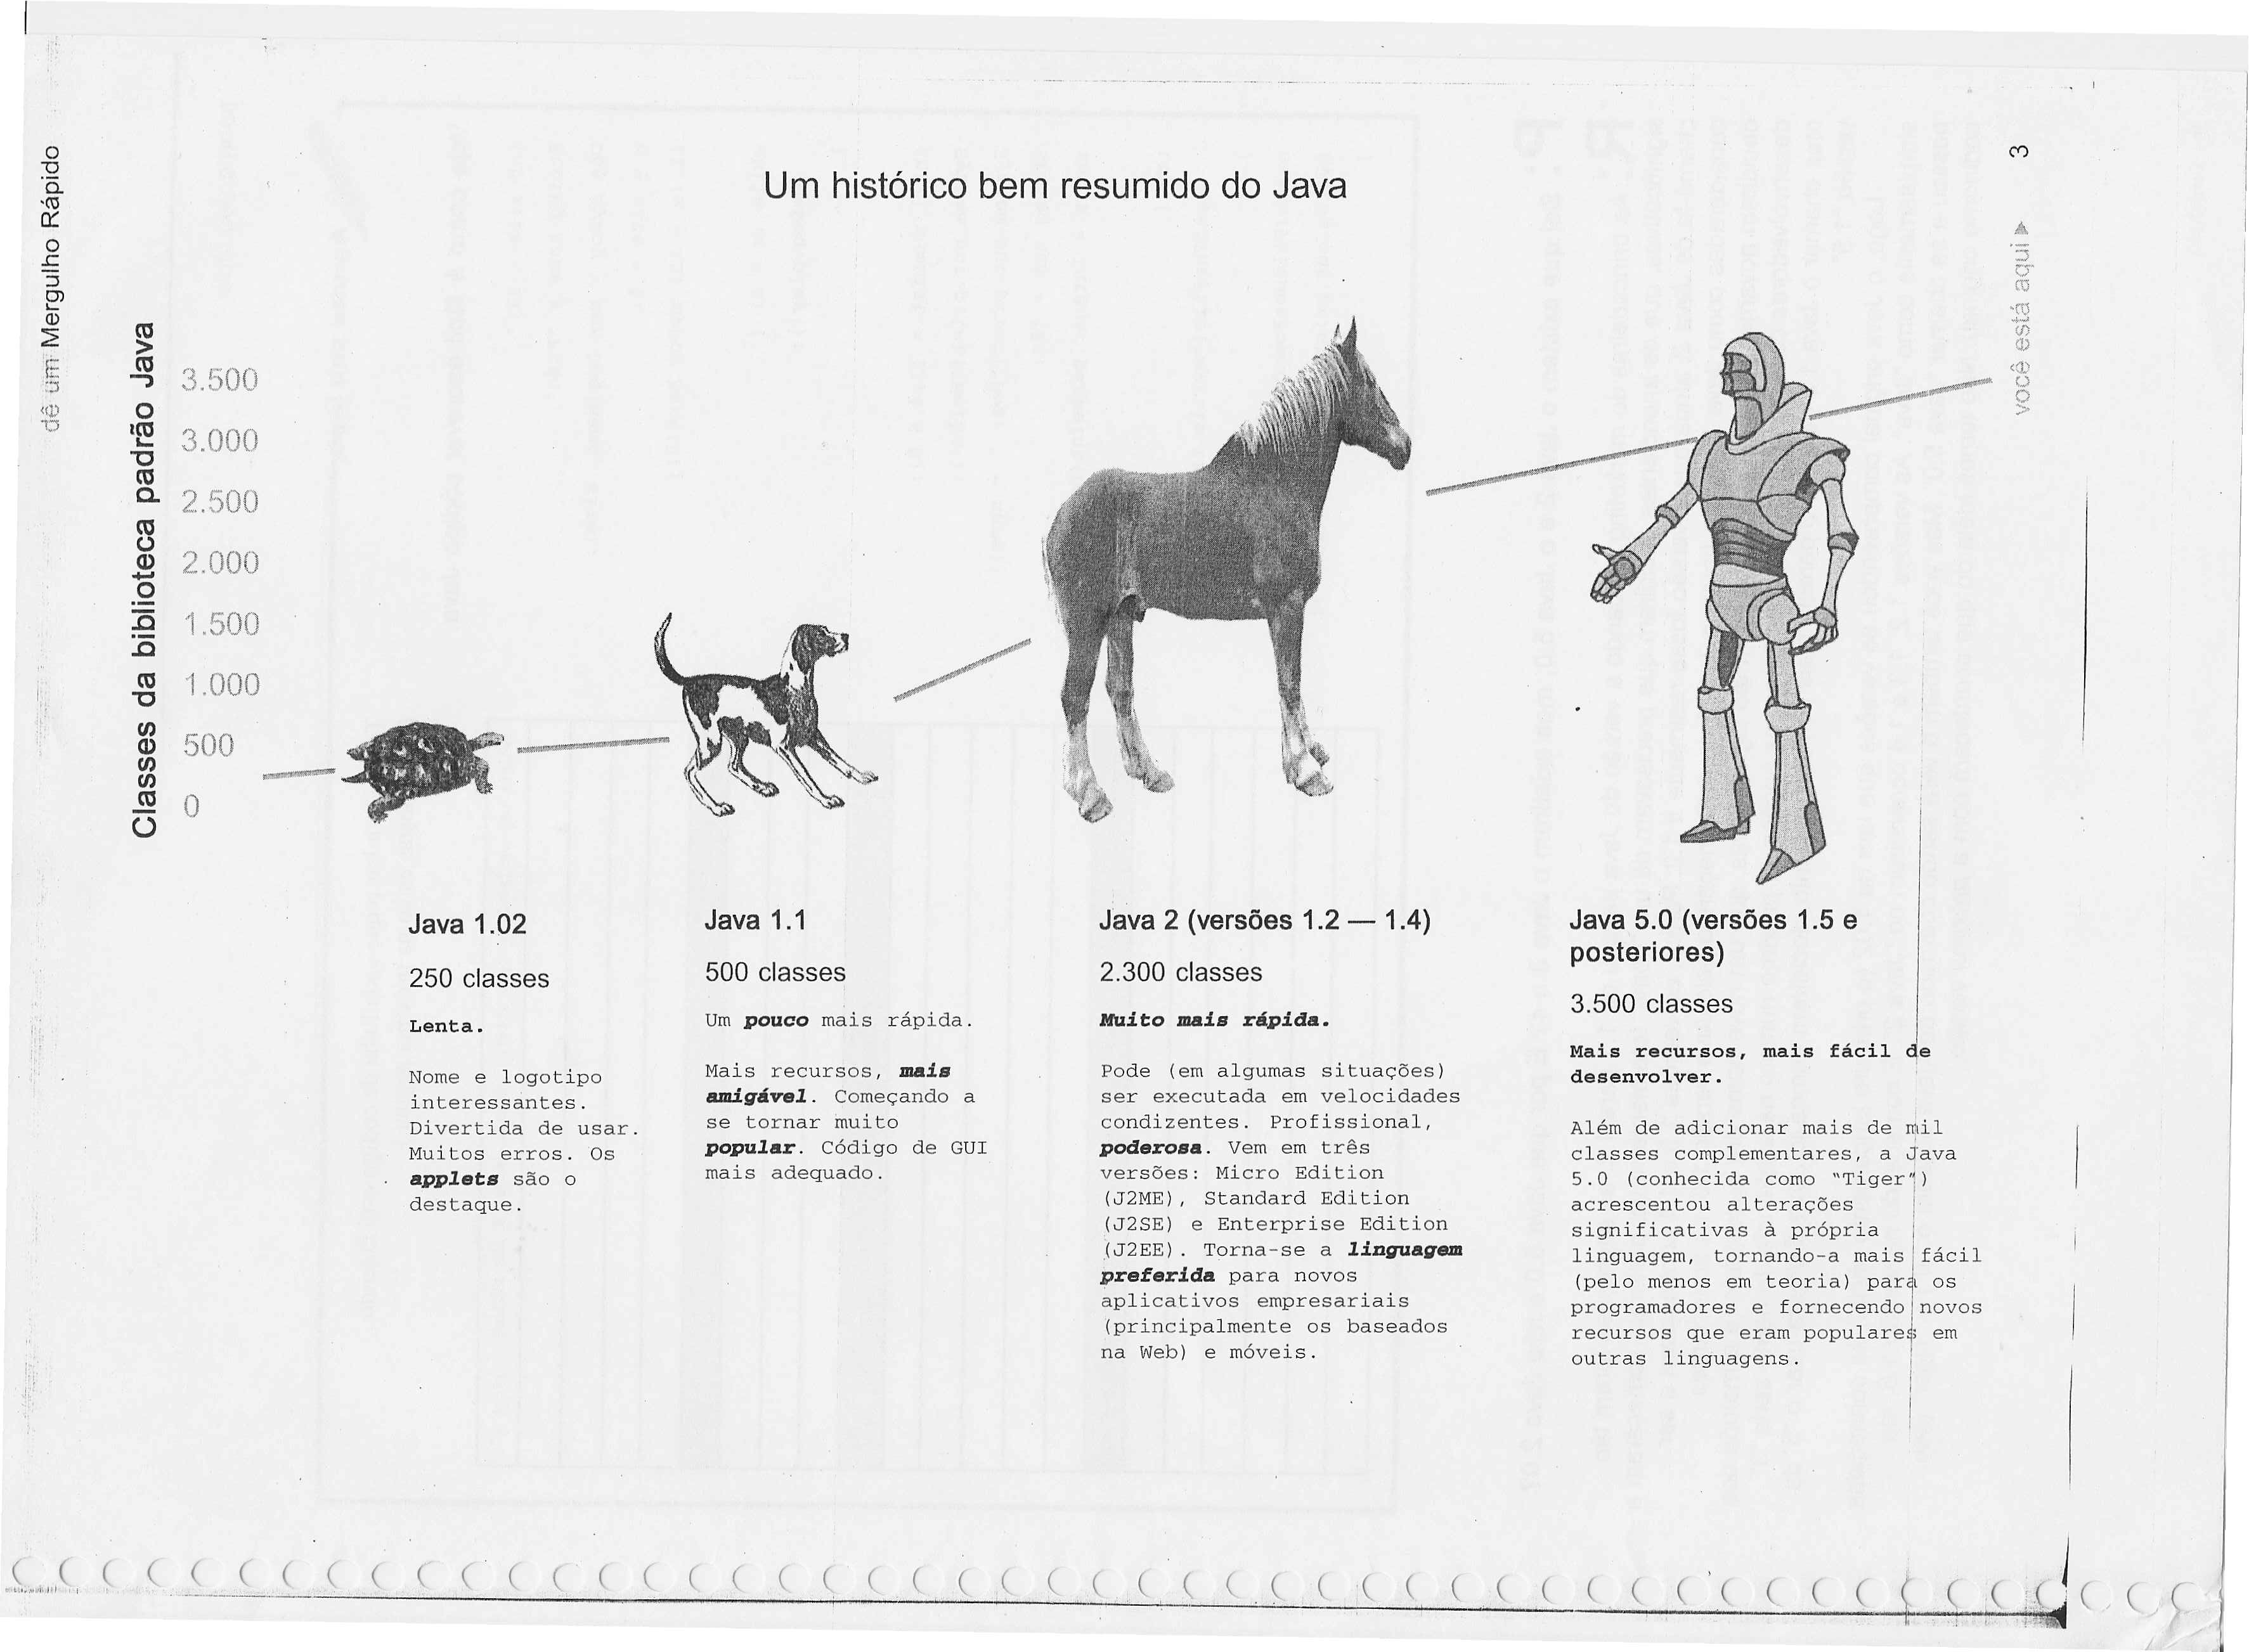 dê um Mergulho Rápido
Um histórico bem resumido do Java
3
você está aqui ▶
Classes da biblioteca padrão Java
3.500
3.000
2.500
2.000
1.500
1.000
500
0
Java 1.02
250 classes
Lenta.
Nome e logotipo
interessantes.
Divertida de usar.
Muitos erros. Os
applets são o
destaque.
Java 1.1
500 classes
Um pouco mais rápida.
Mais recursos, mais
amigável. Começando a
se tornar muito
popular. Código de GUI
mais adequado.
Java 2 (versões 1.2 — 1.4)
2.300 classes
Muito mais rápida.
Pode (em algumas situações)
ser executada em velocidades
condizentes. Profissional,
poderosa. Vem em três
versões: Micro Edition
(J2ME), Standard Edition
(J2SE) e Enterprise Edition
(J2EE). Torna-se a linguagem
preferida para novos
aplicativos empresariais
(principalmente os baseados
na Web) e móveis.
Java 5.0 (versões 1.5 e
posteriores)
3.500 classes
Mais recursos, mais fácil de
desenvolver.
Além de adicionar mais de mil
classes complementares, a Java
5.0 (conhecida como "Tiger")
acrescentou alterações
significativas à própria
linguagem, tornando-a mais fácil
(pelo menos em teoria) para os
programadores e fornecendo novos
recursos que eram populares em
outras linguagens.